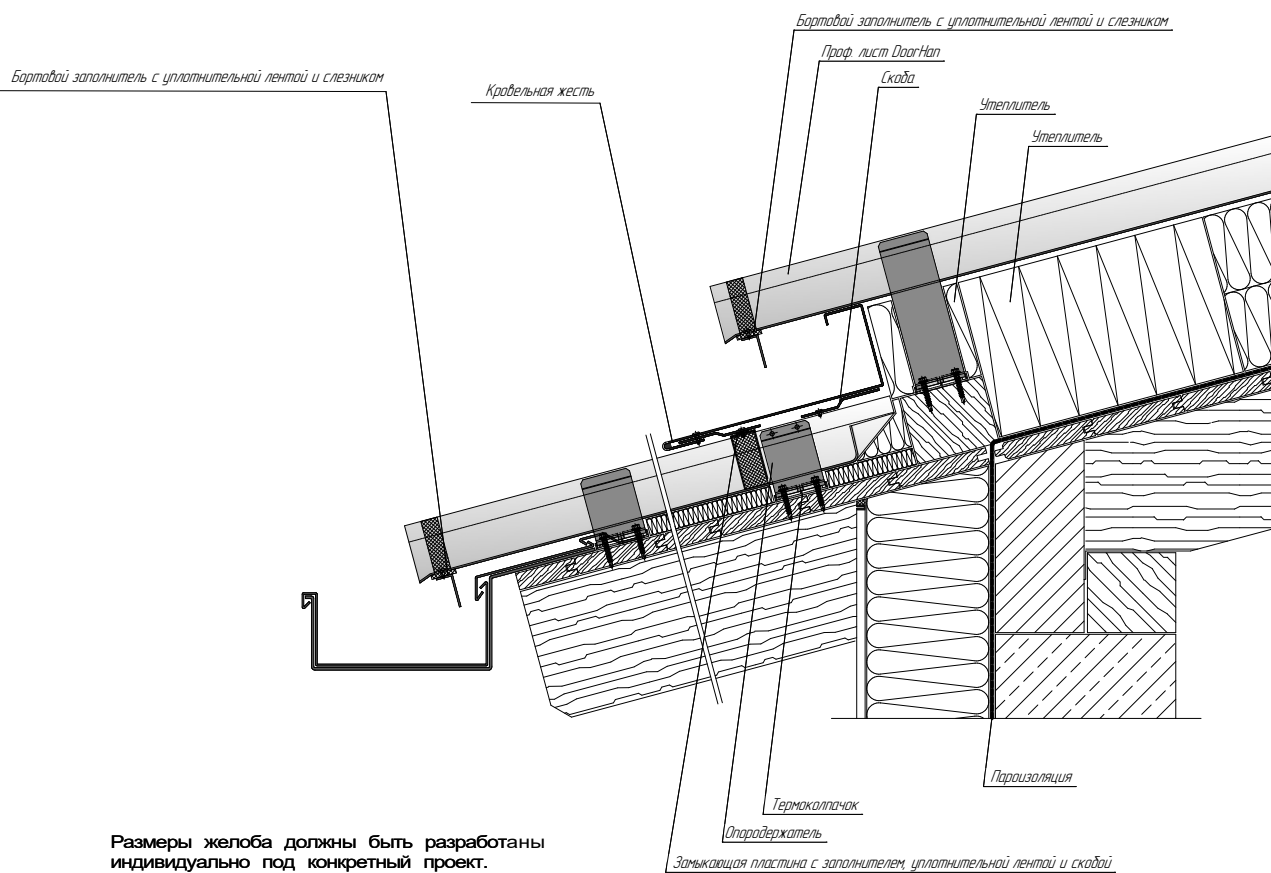 Бортовой заполнитель с уплотнительной лентой и слезником
Проф. лист DoorHan
Скоба
Бортовой заполнитель с уплотнительной лентой и слезником
Кровельная жесть
Утеплитель
Утеплитель
Пароизоляция
Термоколпачок
Опородержатель
Замыкающая пластина с заполнителем, уплотнительной лентой и скобой
Размеры желоба должны быть разработаны
индивидуально под конкретный проект.